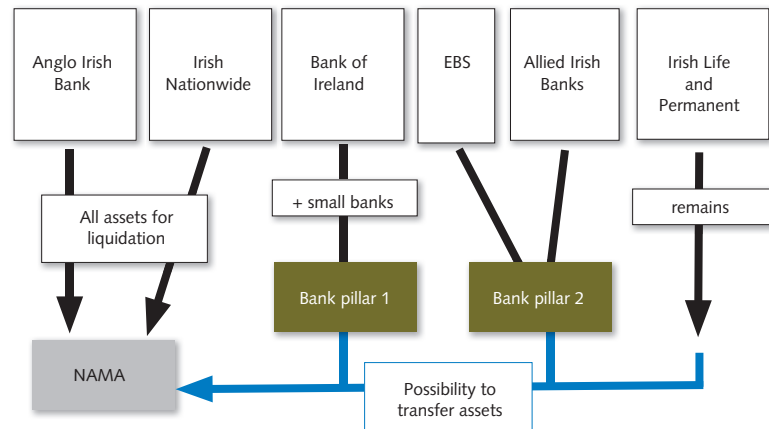 Anglo Irish
Bank
Irish
Nationwide
Bank of
Ireland
EBS
Allied Irish
Banks
Irish Life
and
Permanent
All assets for
liquidation
+ small banks
remains
Bank pillar 1
Bank pillar 2
NAMA
Possibility to
transfer assets